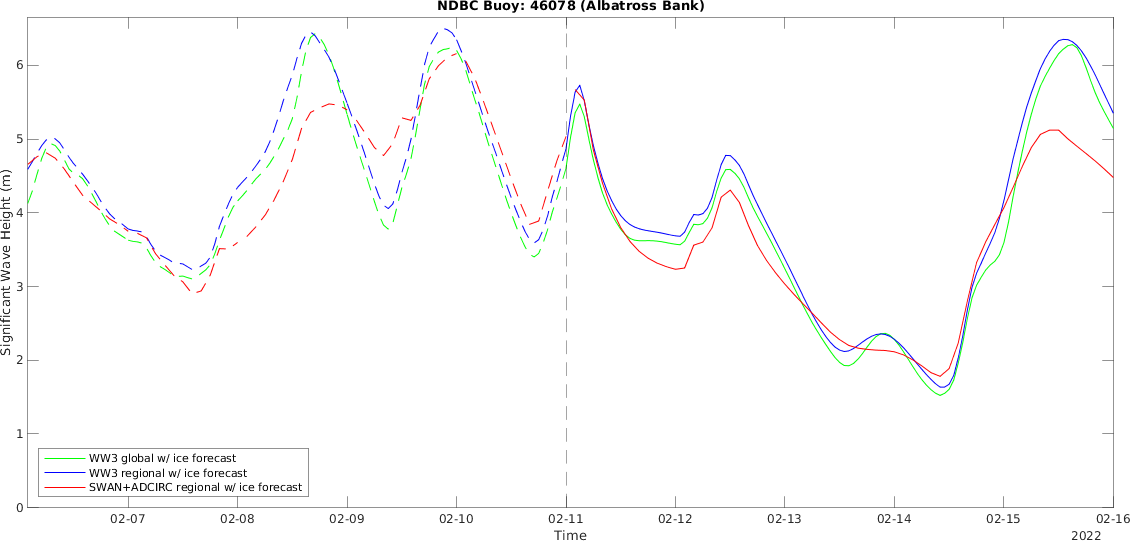 NDBC Buoy: 46078 (Albatross Bank)
Significant Wave Height (m)
6
5
4
3
2
1
0
WW3 global w/ ice forecast
WW3 regional w/ ice forecast
SWAN+ADCIRC regional w/ ice forecast
02-07 02-08 02-09 02-10 02-11 02-12 02-13 02-14 02-15 02-16
Time
2022